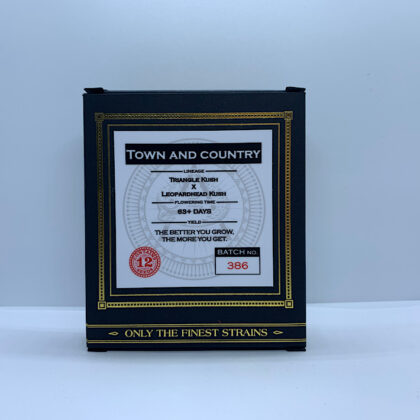 TOWN AND COUNTRY
LINEAGE
TRIANGLE KUSH
X
LEOPARDHEAD KUSH
FLOWERING TIME
63+ DAYS
YIELD
THE BETTER YOU GROW,
THE MORE YOU GET.
12
SEEDS
BATCH NO.
386
ONLY THE FINEST STRAINS